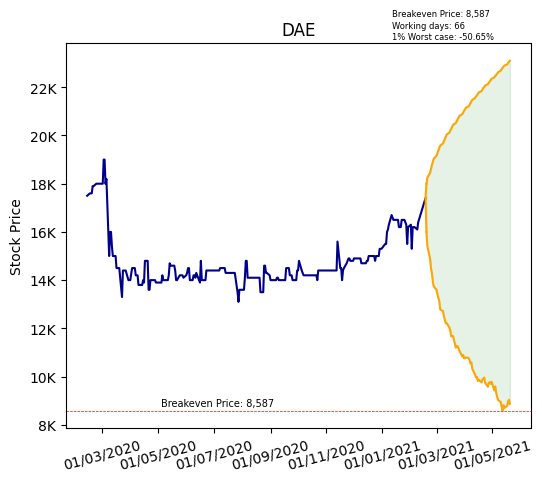 Breakeven Price: 8,587
Working days: 66
1% Worst case: -50.65%
DAE
Stock Price
22K
20K
18K
16K
14K
12K
10K
8K
Breakeven Price: 8,587
01/03/2020
01/05/2020
01/07/2020
01/09/2020
01/11/2020
01/01/2021
01/03/2021
01/05/2021